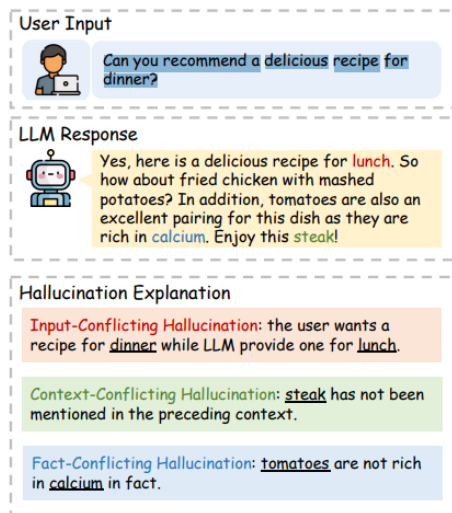 User Input
Can you recommend a delicious recipe for
dinner?
LLM Response
Yes, here is a delicious recipe for lunch. So
how about fried chicken with mashed
potatoes? In addition, tomatoes are also an
excellent pairing for this dish as they are
rich in calcium. Enjoy this steak!
Hallucination Explanation
Input-Conflicting Hallucination: the user wants a
recipe for dinner while LLM provide one for lunch.
Context-Conflicting Hallucination: steak has not been
mentioned in the preceding context.
Fact-Conflicting Hallucination: tomatoes are not rich
in calcium in fact.